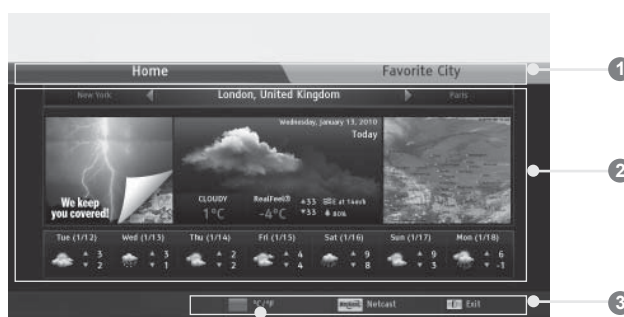 Home
Favorite City
1
New York
London, United Kingdom
Paris
2
Wednesday, January 13, 2010
Today
We keep
you covered!
CLOUDY
1°C
RealFeel®
-4°C
▲33
▼33
80%
Tue (1/12)
3
2
Wed (1/13)
3
1
Thu (1/14)
2
2
Fri (1/15)
4
4
Sat (1/16)
9
8
Sun (1/17)
9
3
Mon (1/18)
6
-1
°C/°F
Netcast
Exit
3